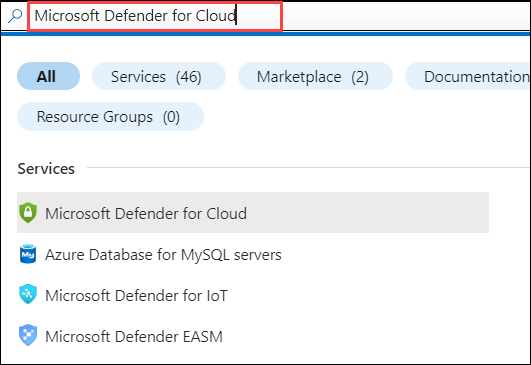 Microsoft Defender for Cloud
All Services (46) Marketplace (2) Documentation
Resource Groups (0)
Services
Microsoft Defender for Cloud
My Azure Database for MySQL servers
Microsoft Defender for IoT
Microsoft Defender EASM